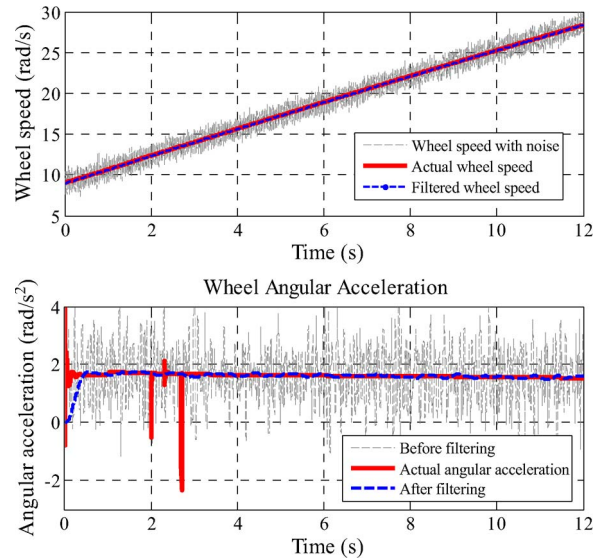 30
25
20
15
10
5
Wheel speed (rad/s)
Wheel speed with noise
Actual wheel speed
Filtered wheel speed
0 2 4 6 8 10 12
Time (s)
Wheel Angular Acceleration
4
2
0
-2
Angular acceleration (rad/s²)
Before filtering
Actual angular acceleration
After filtering
0 2 4 6 8 10 12
Time (s)